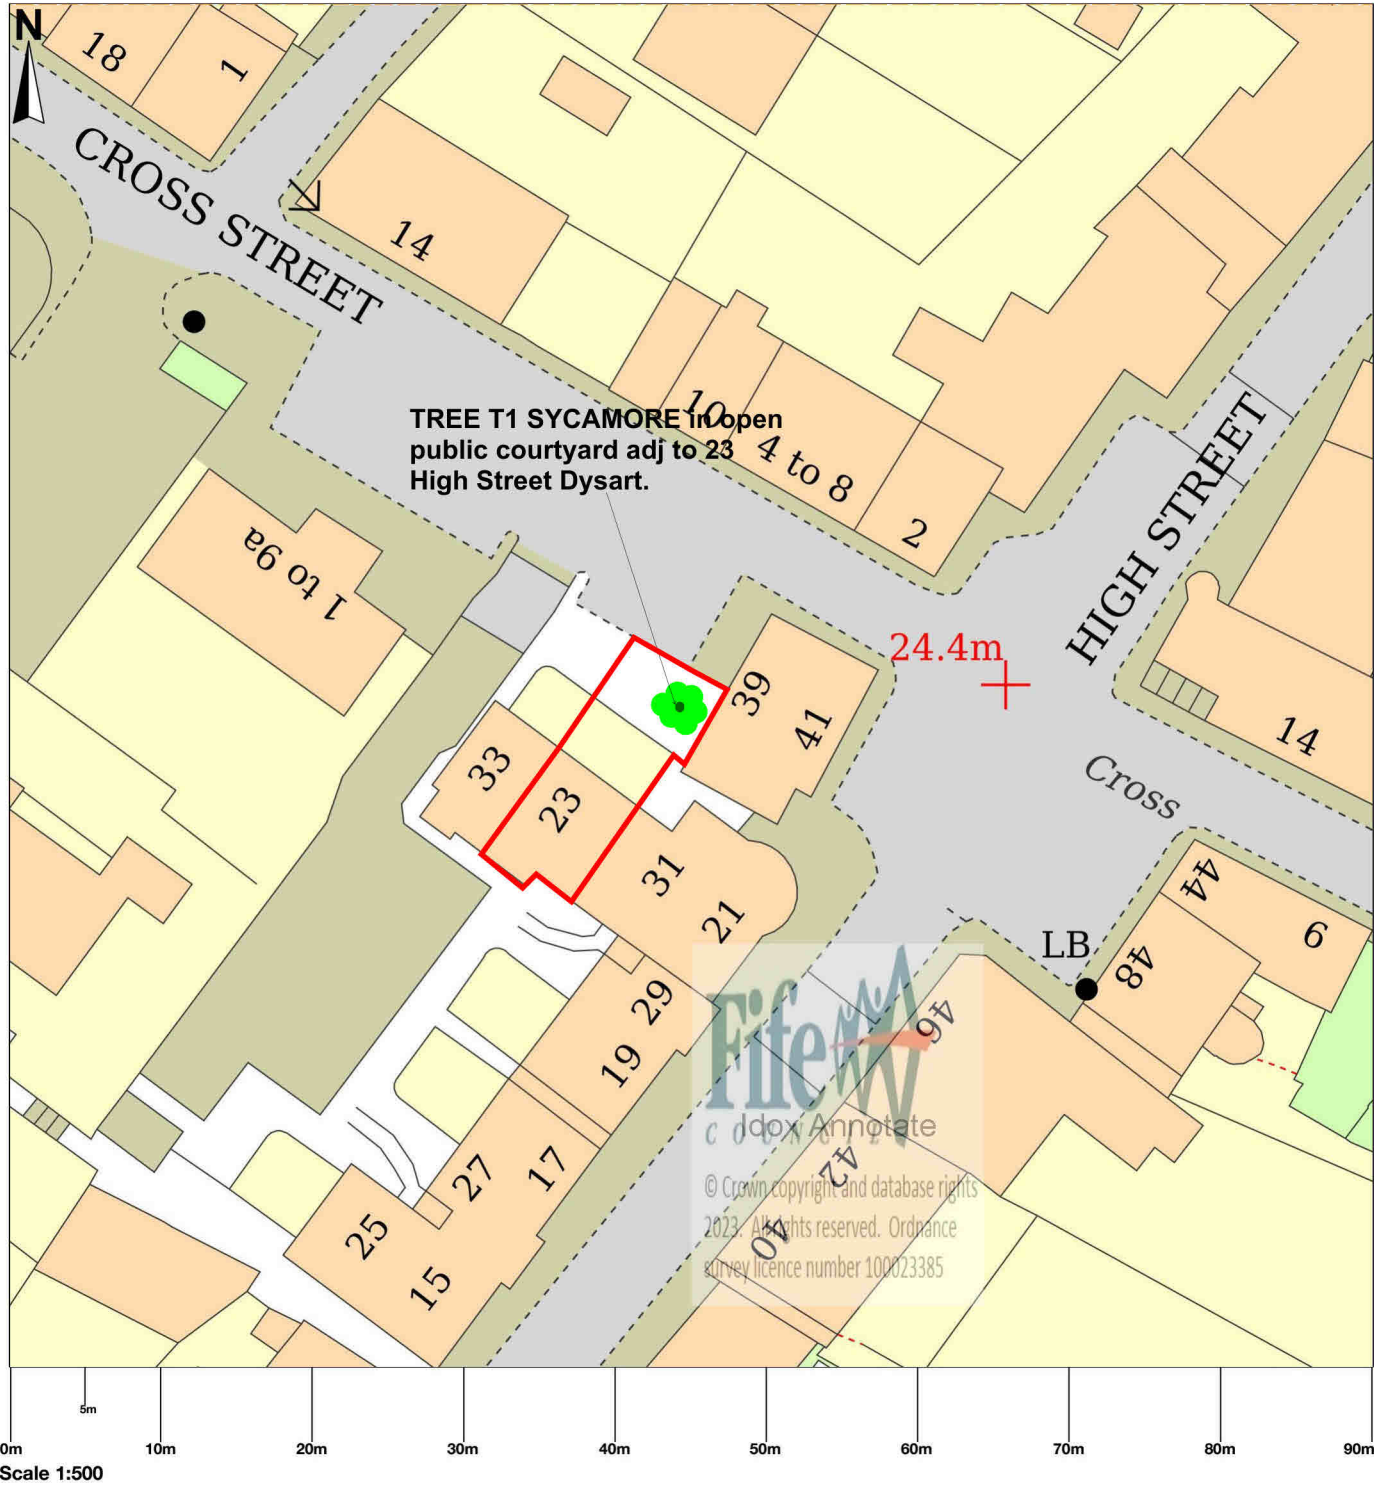 N
18
1
CROSS STREET
14
10
TREE T1 SYCAMORE in open
public courtyard adj to 23
High Street Dysart.
4 to 8
2
HIGH STREET
1 to 9a
24.4m
39
41
14
Cross
33
23
31
21
44
6
LB
48
46
29
19
Fife
COUNCIL
Idox Annotate
42
© Crown copyright and database rights
2023. All rights reserved. Ordnance
survey licence number 100023385
40
27
17
25
15
5m
0m 10m 20m 30m 40m 50m 60m 70m 80m 90m
Scale 1:500